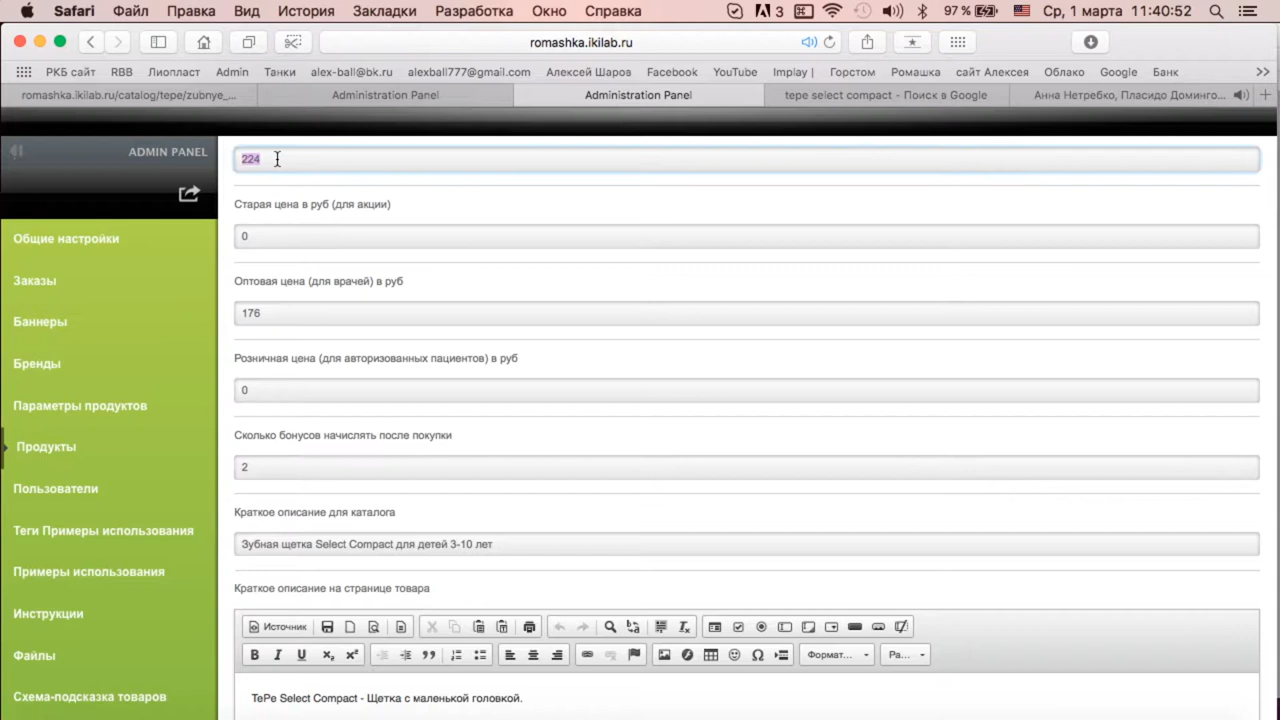 Safari Файл Правка Вид История Закладки Разработка Окно Справка 3 97 % Ср, 1 марта 11:40:52
romashka.ikilab.ru
РКБ сайт RBB Лиопласт Admin Танки alex-ball@bk.ru alexball777@gmail.com Алексей Шаров Facebook YouTube Implay | Горстом Ромашка сайт Алексея Облако Google Банк
romashka.ikilab.ru/catalog/tepe/zubnye_... Administration Panel Administration Panel tepe select compact - Поиск в Google Анна Нетребко, Пласидо Доминго...
ADMIN PANEL
Общие настройки
Заказы
Баннеры
Бренды
Параметры продуктов
Продукты
Пользователи
Теги Примеры использования
Примеры использования
Инструкции
Файлы
Схема-подсказка товаров
224
Старая цена в руб (для акции)
0
Оптовая цена (для врачей) в руб
176
Розничная цена (для авторизованных пациентов) в руб
0
Сколько бонусов начислять после покупки
2
Краткое описание для каталога
Зубная щетка Select Compact для детей 3-10 лет
Краткое описание на странице товара
Источник
B I U x₂ x² Формат... Ра...
TePe Select Compact - Щетка с маленькой головкой.